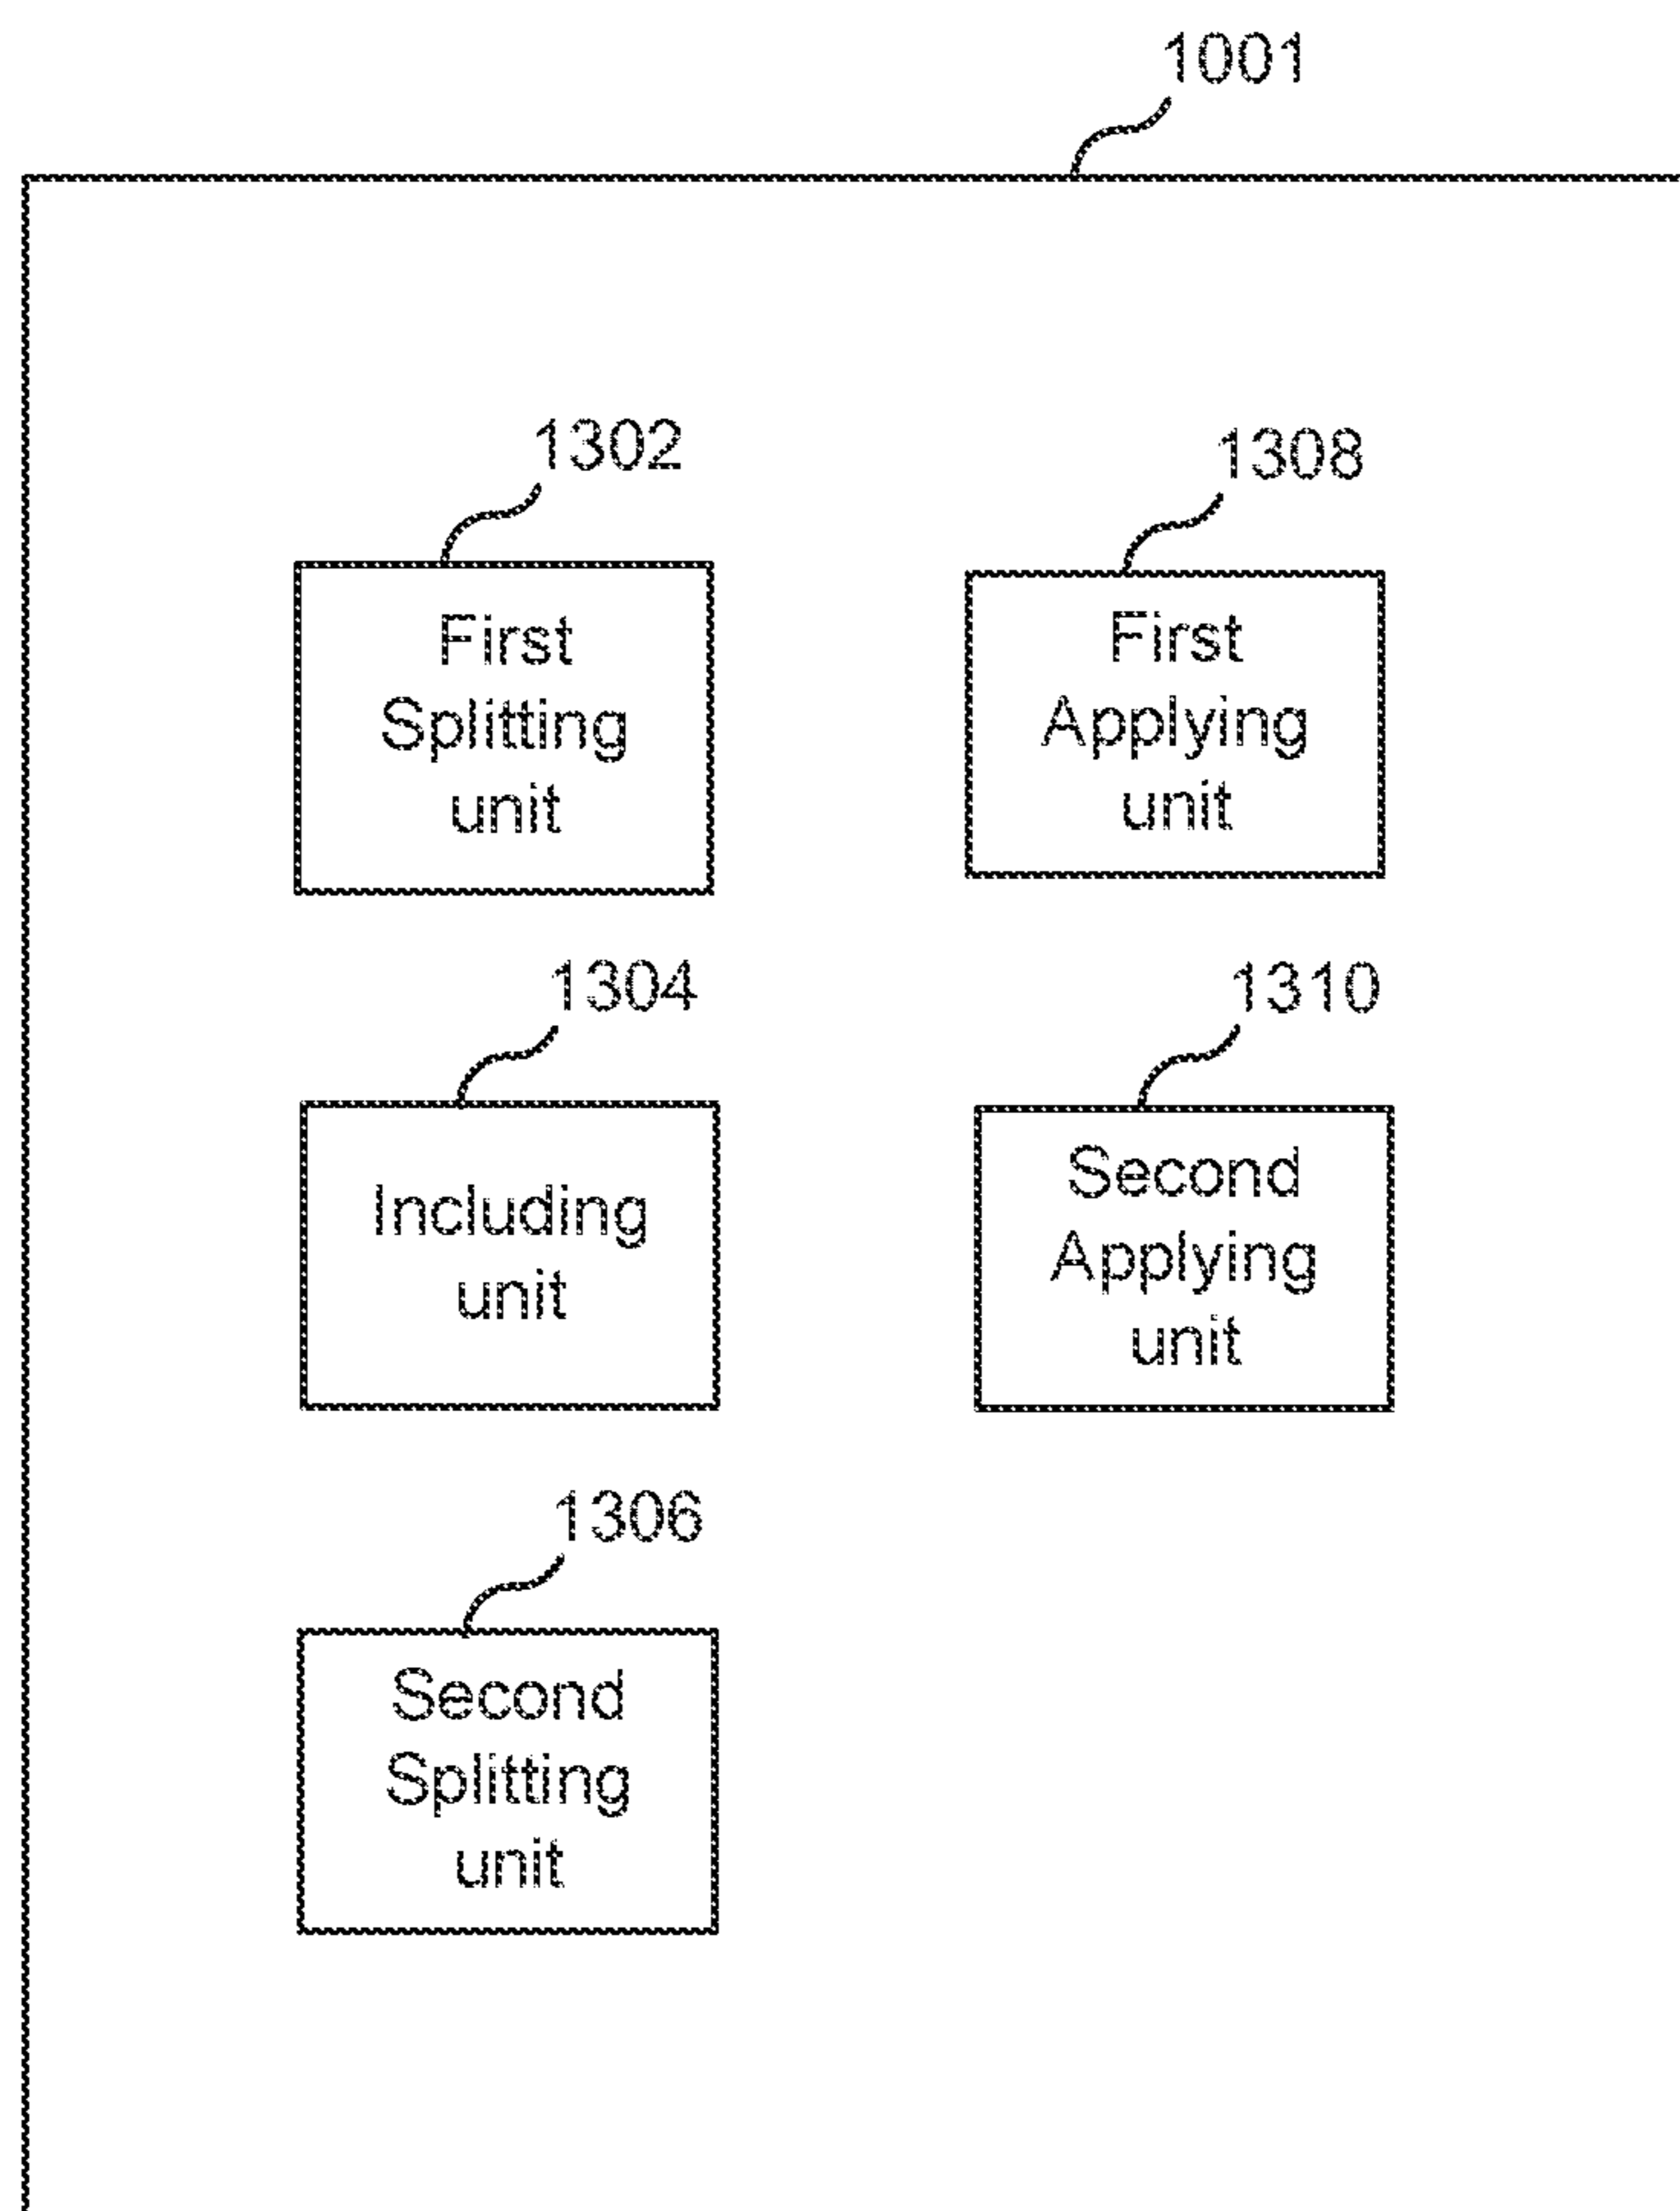 1001
1302
First
Splitting
unit
1308
First
Applying
unit
1304
Including
unit
1310
Second
Applying
unit
1306
Second
Splitting
unit